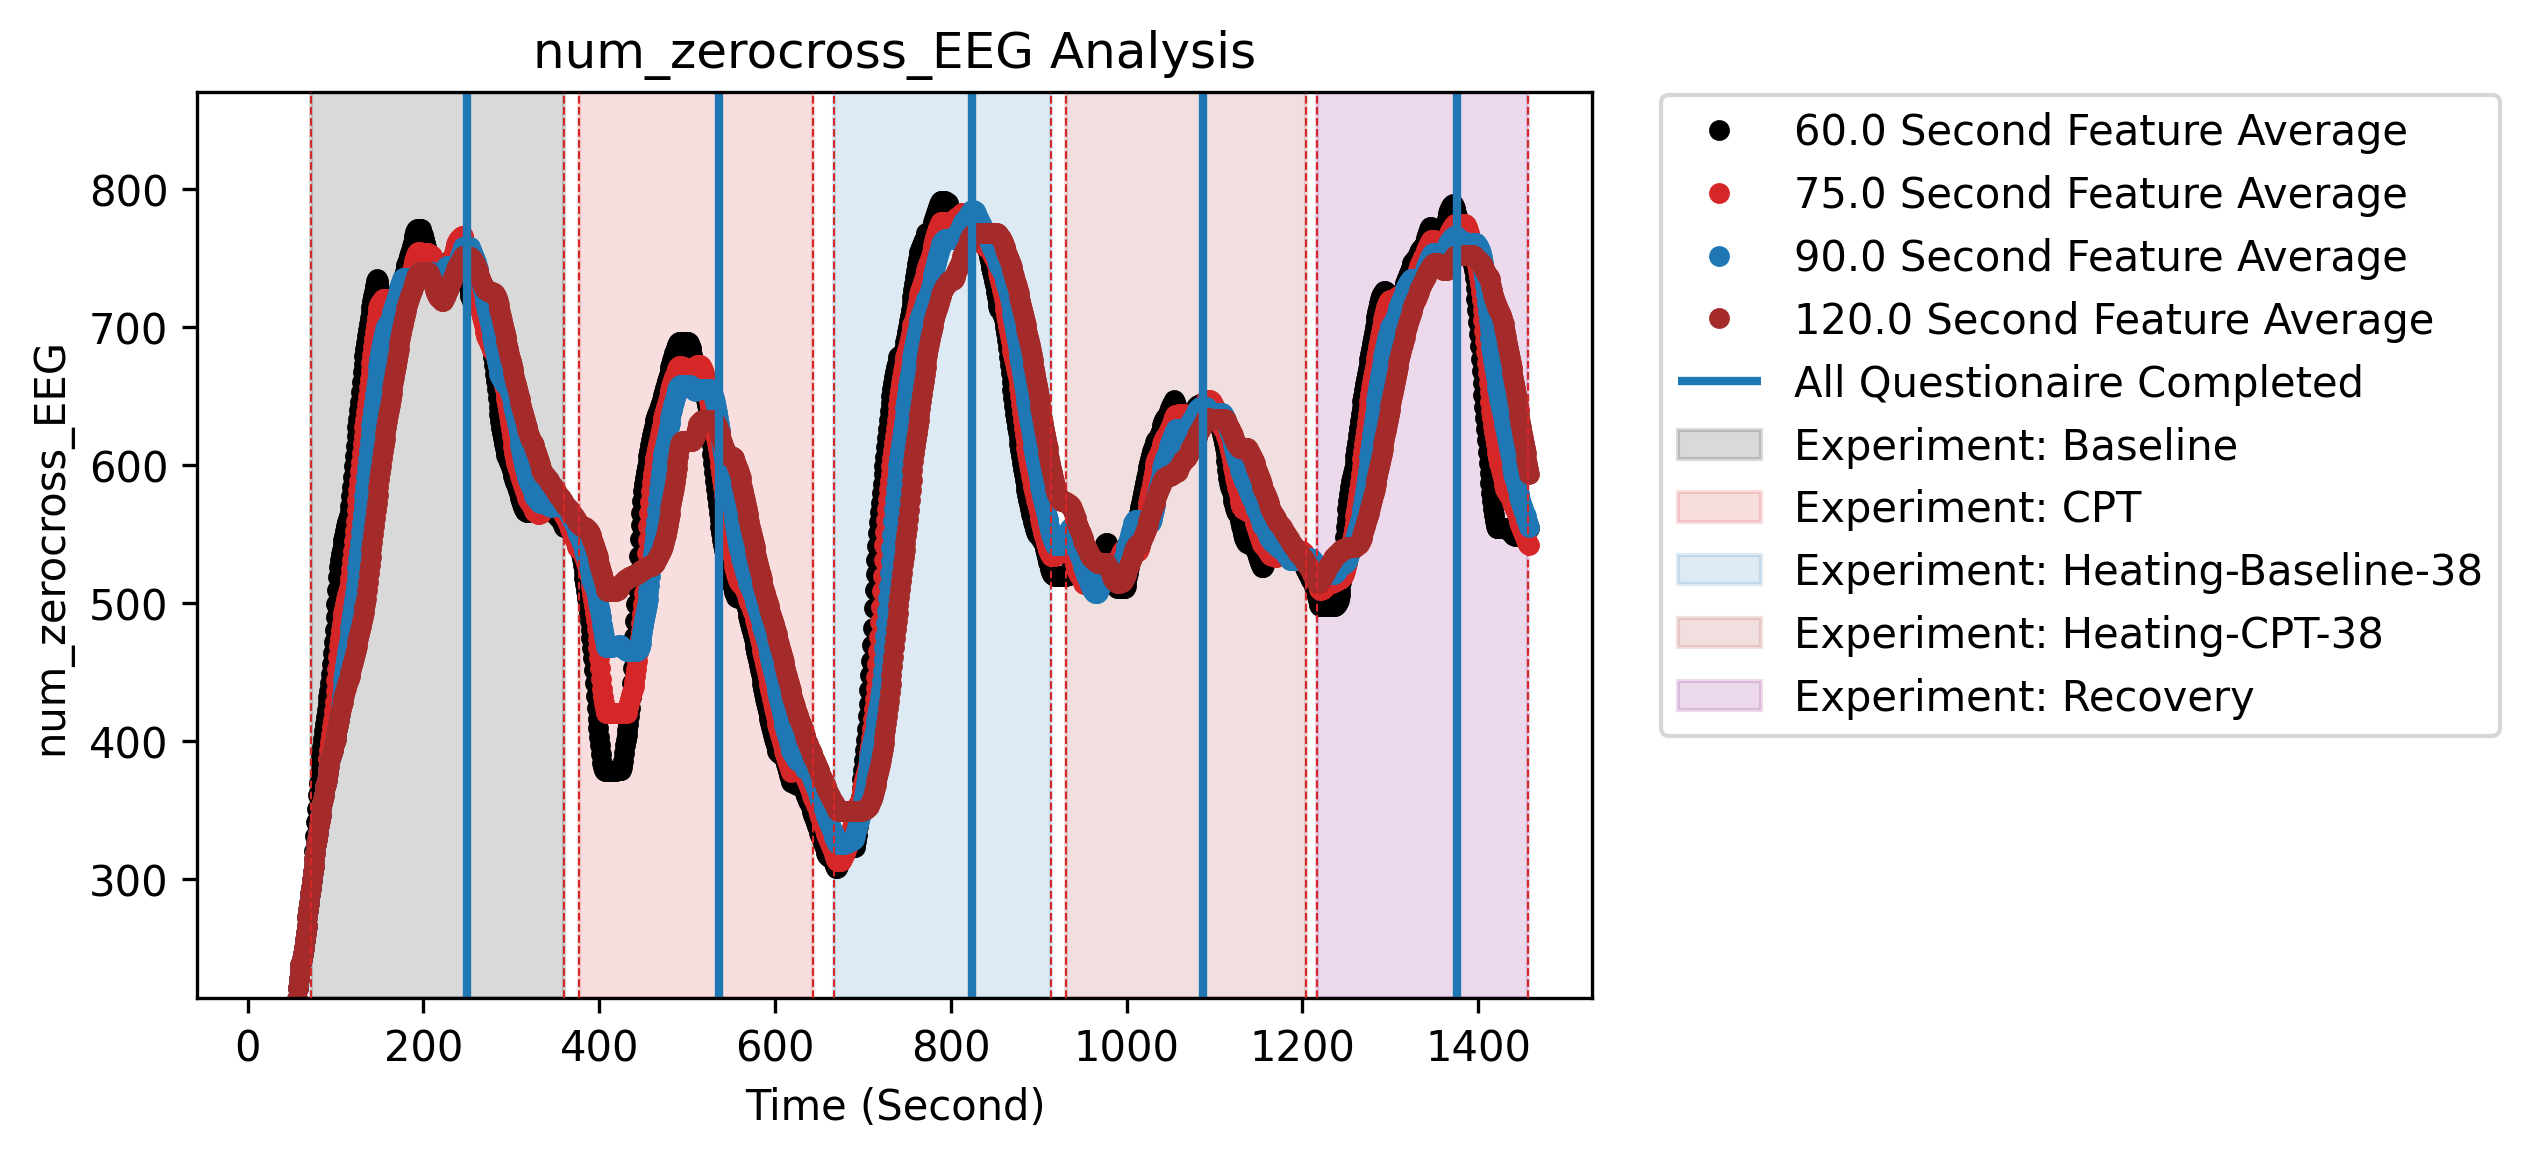 num_zerocross_EEG Analysis
num_zerocross_EEG
800
700
600
500
400
300
0 200 400 600 800 1000 1200 1400
Time (Second)
60.0 Second Feature Average
75.0 Second Feature Average
90.0 Second Feature Average
120.0 Second Feature Average
All Questionaire Completed
Experiment: Baseline
Experiment: CPT
Experiment: Heating-Baseline-38
Experiment: Heating-CPT-38
Experiment: Recovery